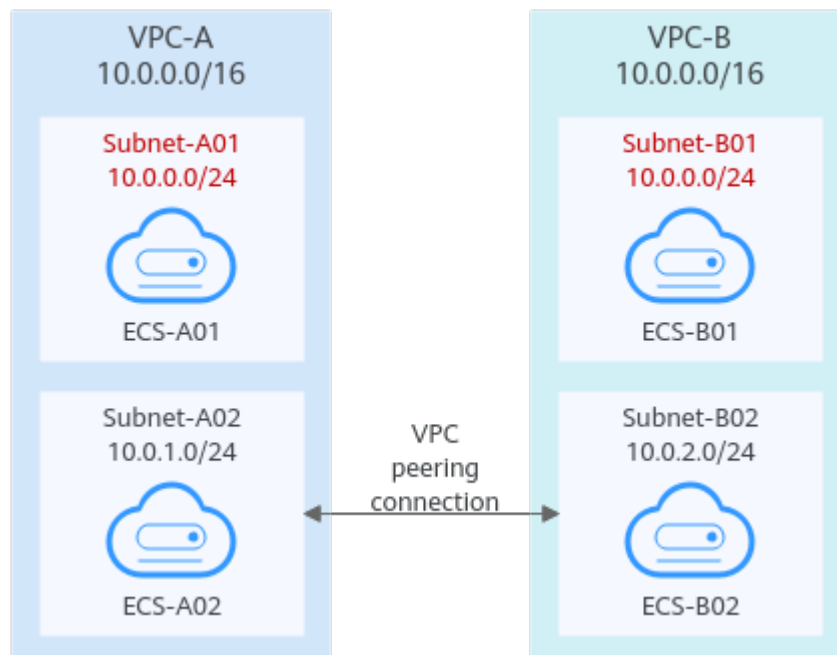 VPC-A
10.0.0.0/16
Subnet-A01
10.0.0.0/24
ECS-A01
Subnet-A02
10.0.1.0/24
ECS-A02
VPC
peering
connection
VPC-B
10.0.0.0/16
Subnet-B01
10.0.0.0/24
ECS-B01
Subnet-B02
10.0.2.0/24
ECS-B02